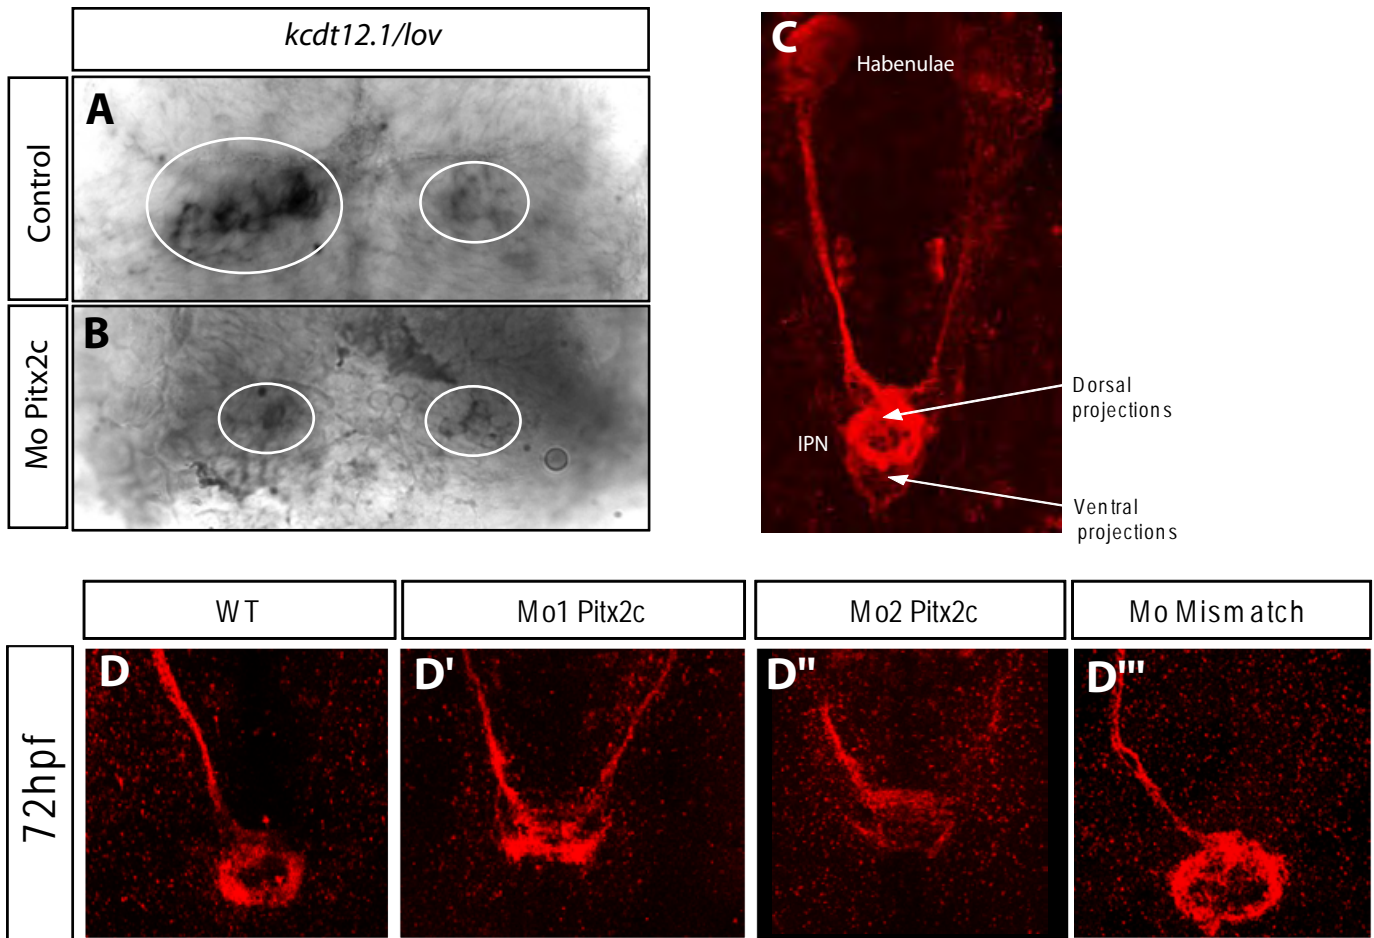 kcdt12.1/lov
Control
A
Mo Pitx2c
B
C
Habenulae
Dorsal
projections
IPN
Ventral
projections
WT
Mo1 Pitx2c
Mo2 Pitx2c
Mo Mismatch
72hpf
D
D'
D"
D"'